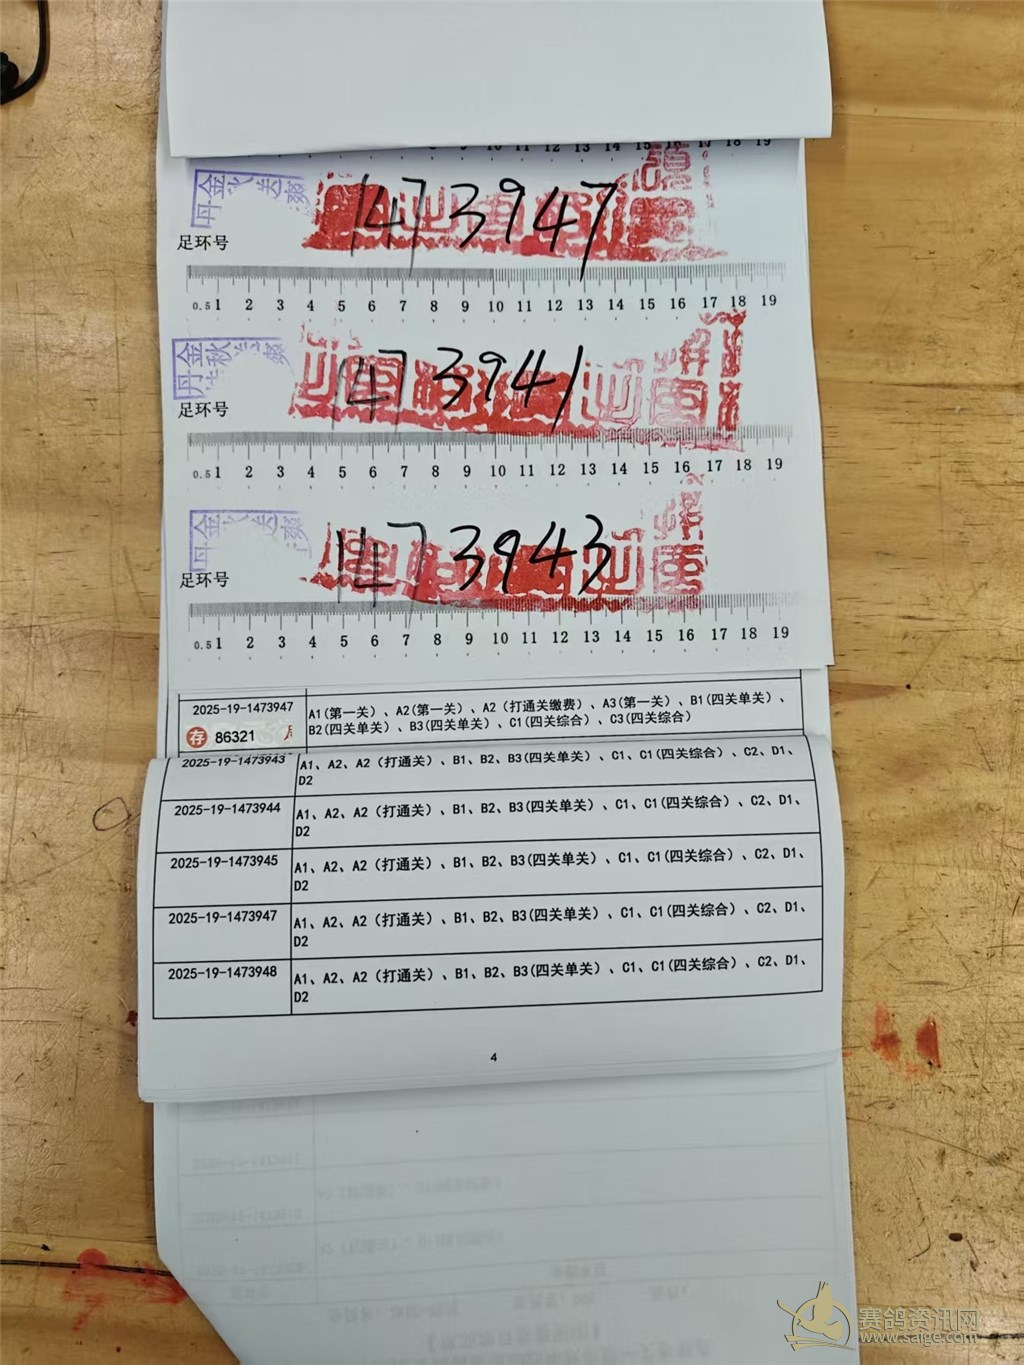 8 9 10 11 12 13 14 15 16 17 18 19
1473947
足环号
0.5 1 2 3 4 5 6 7 8 9 10 11 12 13 14 15 16 17 18 19
1473941
足环号
0.5 1 2 3 4 5 6 7 8 9 10 11 12 13 14 15 16 17 18 19
1473943
足环号
0.5 1 2 3 4 5 6 7 8 9 10 11 12 13 14 15 16 17 18 19
2025-19-1473947 A1(第一关)、A2(第一关)、A2（打通关缴费）、A3(第一关)、B1(四关单关)、
存 86321 B2(四关单关)、B3(四关单关)、C1(四关综合)、C3(四关综合)
2025-19-1473943 A1、A2、A2（打通关）、B1、B2、B3(四关单关)、C1、C1(四关综合)、C2、D1、
D2
2025-19-1473944 A1、A2、A2（打通关）、B1、B2、B3(四关单关)、C1、C1(四关综合)、C2、D1、
D2
2025-19-1473945 A1、A2、A2（打通关）、B1、B2、B3(四关单关)、C1、C1(四关综合)、C2、D1、
D2
2025-19-1473947 A1、A2、A2（打通关）、B1、B2、B3(四关单关)、C1、C1(四关综合)、C2、D1、
D2
2025-19-1473948 A1、A2、A2（打通关）、B1、B2、B3(四关单关)、C1、C1(四关综合)、C2、D1、
D2
4
赛鸽资讯网
www.saige.com